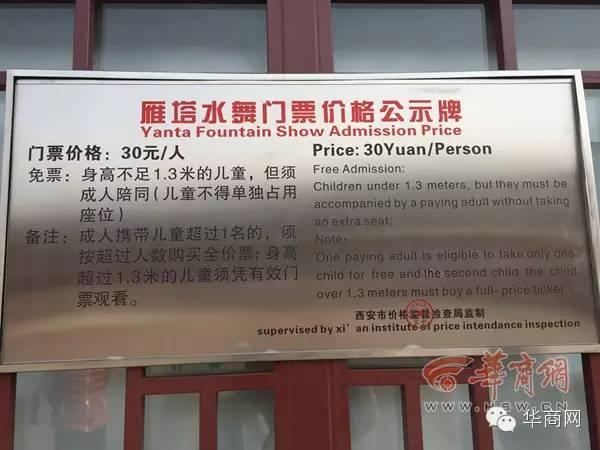 雁塔水舞门票价格公示牌
Yanta Fountain Show Admission Price
门票价格：30元/人
免票：身高不足1.3米的儿童，但须
成人陪同（儿童不得单独占用
座位）
备注：成人携带儿童超过1名的，须
按超过人数购买全价票；身高
超过1.3米的儿童须凭有效门
票观看。
Price: 30Yuan/Person
Free Admission:
Children under 1.3 meters, but they must be
accompanied by a paying adult without taking
an extra seat;
Note:
One paying adult is eligible to take only one
child for free and the second child the child
over 1.3 meters must buy a full-price ticket.
西安市价格监督检查局监制
supervised by xi'an institute of price intendance inspection
华商网
www.HSW.CN
华商网